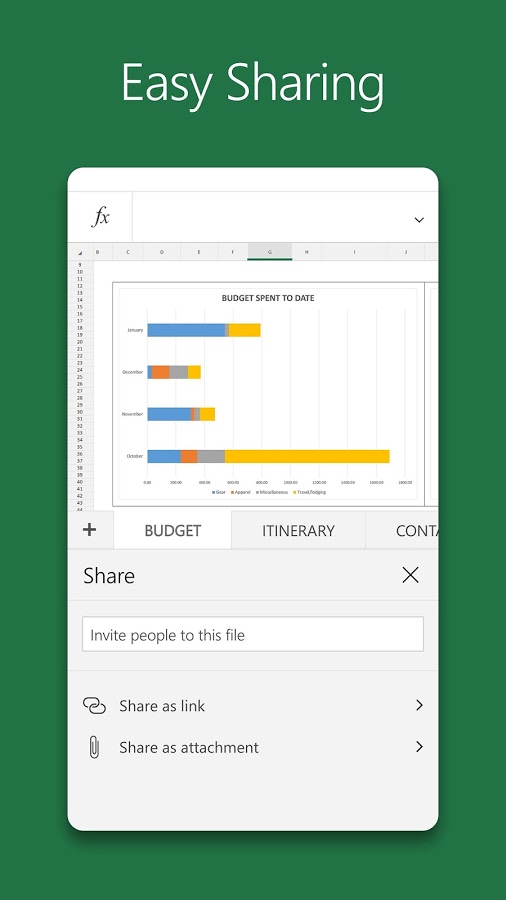 Easy Sharing
fx
B C D E F G H I J
9
10
11
12
13
14
15
16
17
18
19
20
21
22
23
24
25
26
27
28
29
30
31
32
33
34
35
36
37
38
39
40
41
42
43
44
BUDGET SPENT TO DATE
January
December
November
October
0.00 200.00 400.00 600.00 800.00 1000.00 1200.00 1400.00 1600.00 1800.00
Gear Apparel Miscellaneous Travel/lodging
+ BUDGET ITINERARY CONTA
Share
Invite people to this file
Share as link
Share as attachment